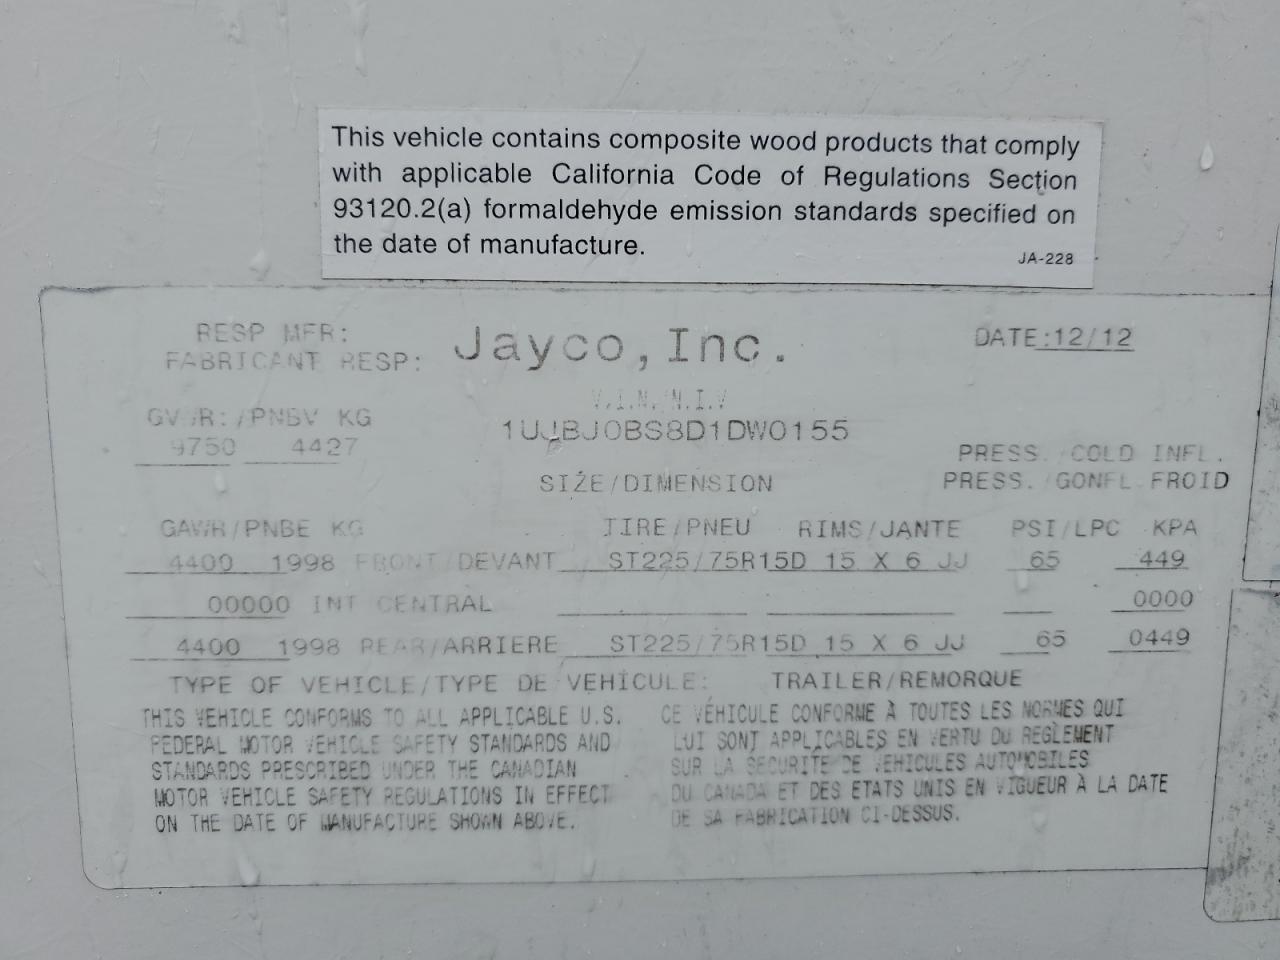 This vehicle contains composite wood products that comply
with applicable California Code of Regulations Section
93120.2(a) formaldehyde emission standards specified on
the date of manufacture.
JA-228
RESP MFR:
FABRICANT RESP:
Jayco,Inc.
DATE:12/12
V.I.N./N.I.V
GVWR:/PNBV KG
1UJBJ0BS8D1DW0155
9750 4427
PRESS./COLD INFL.
SIZE/DIMENSION
PRESS./GONFL.FROID
GAWR/PNBE KG TIRE/PNEU RIMS/JANTE PSI/LPC KPA
4400 1998 FRONT/DEVANT ST225/75R15D 15 X 6 JJ 65 449
00000 INT CENTRAL 0000
4400 1998 REAR/ARRIERE ST225/75R15D 15 X 6 JJ 65 0449
TYPE OF VEHICLE/TYPE DE VEHICULE: TRAILER/REMORQUE
THIS VEHICLE CONFORMS TO ALL APPLICABLE U.S.
FEDERAL MOTOR VEHICLE SAFETY STANDARDS AND
STANDARDS PRESCRIBED UNDER THE CANADIAN
MOTOR VEHICLE SAFETY REGULATIONS IN EFFECT
ON THE DATE OF MANUFACTURE SHOWN ABOVE.
CE VÉHICULE CONFORME À TOUTES LES NORMES QUI
LUI SONT APPLICABLES EN VERTU DU REGLEMENT
SUR LA SECURITE DE VEHICULES AUTOMOBILES
DU CANADA ET DES ETATS UNIS EN VIGUEUR À LA DATE
DE SA FABRICATION CI-DESSUS.